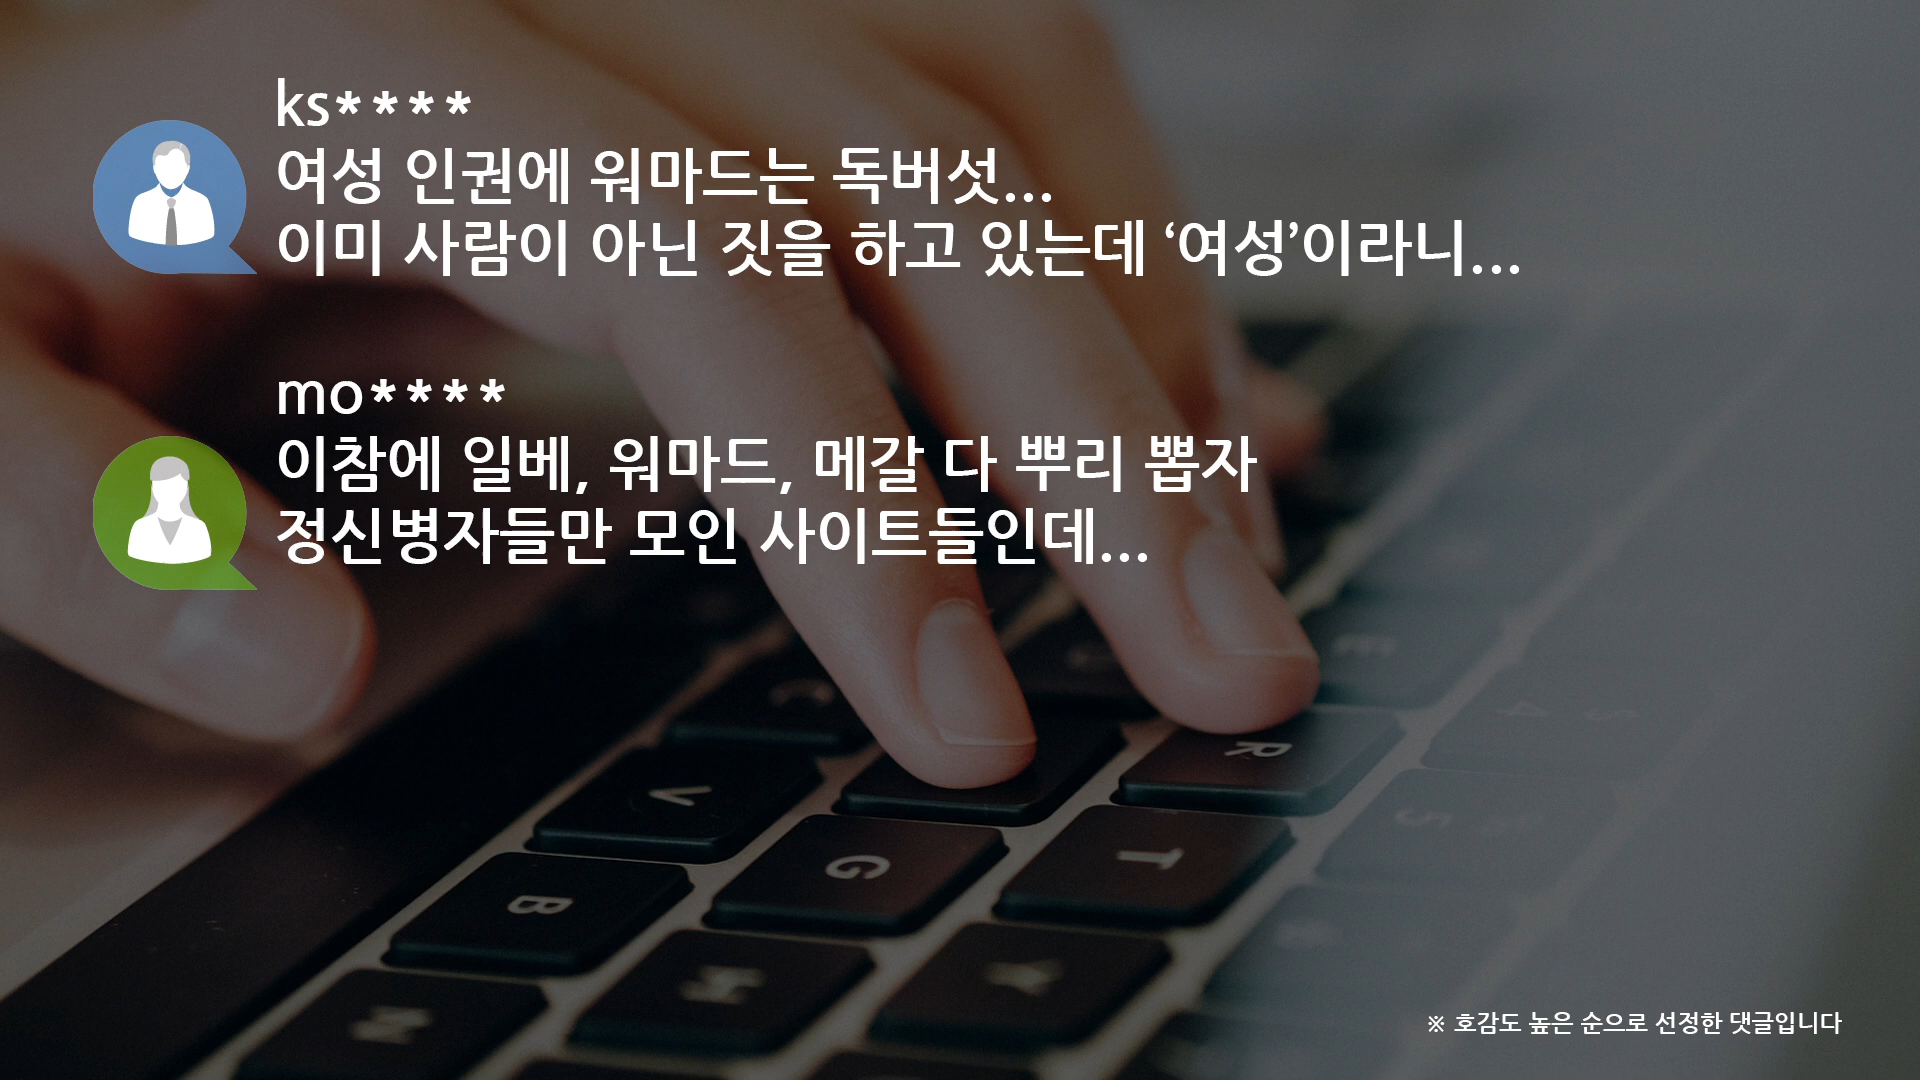 ks****
여성 인권에 워마드는 독버섯...
이미 사람이 아닌 짓을 하고 있는데 ‘여성’이라니...
mo****
이참에 일베, 워마드, 메갈 다 뿌리 뽑자
정신병자들만 모인 사이트들인데...
R
V
G
T
B
M
※ 호감도 높은 순으로 선정한 댓글입니다